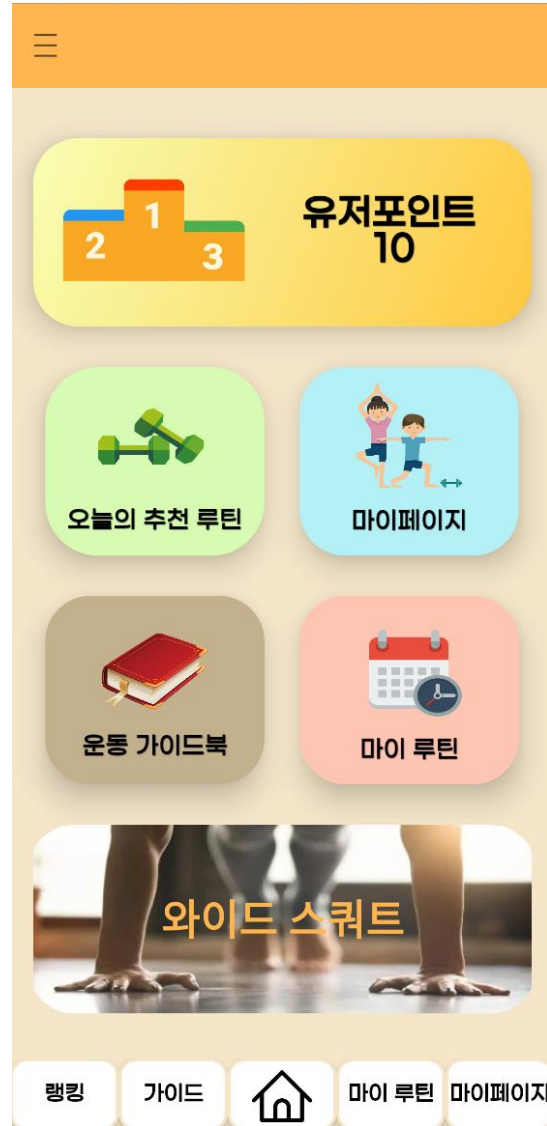 1
2
3
유저포인트
10
오늘의 추천 루틴
마이페이지
운동 가이드북
마이 루틴
와이드 스쿼트
랭킹
가이드
마이 루틴
마이페이지